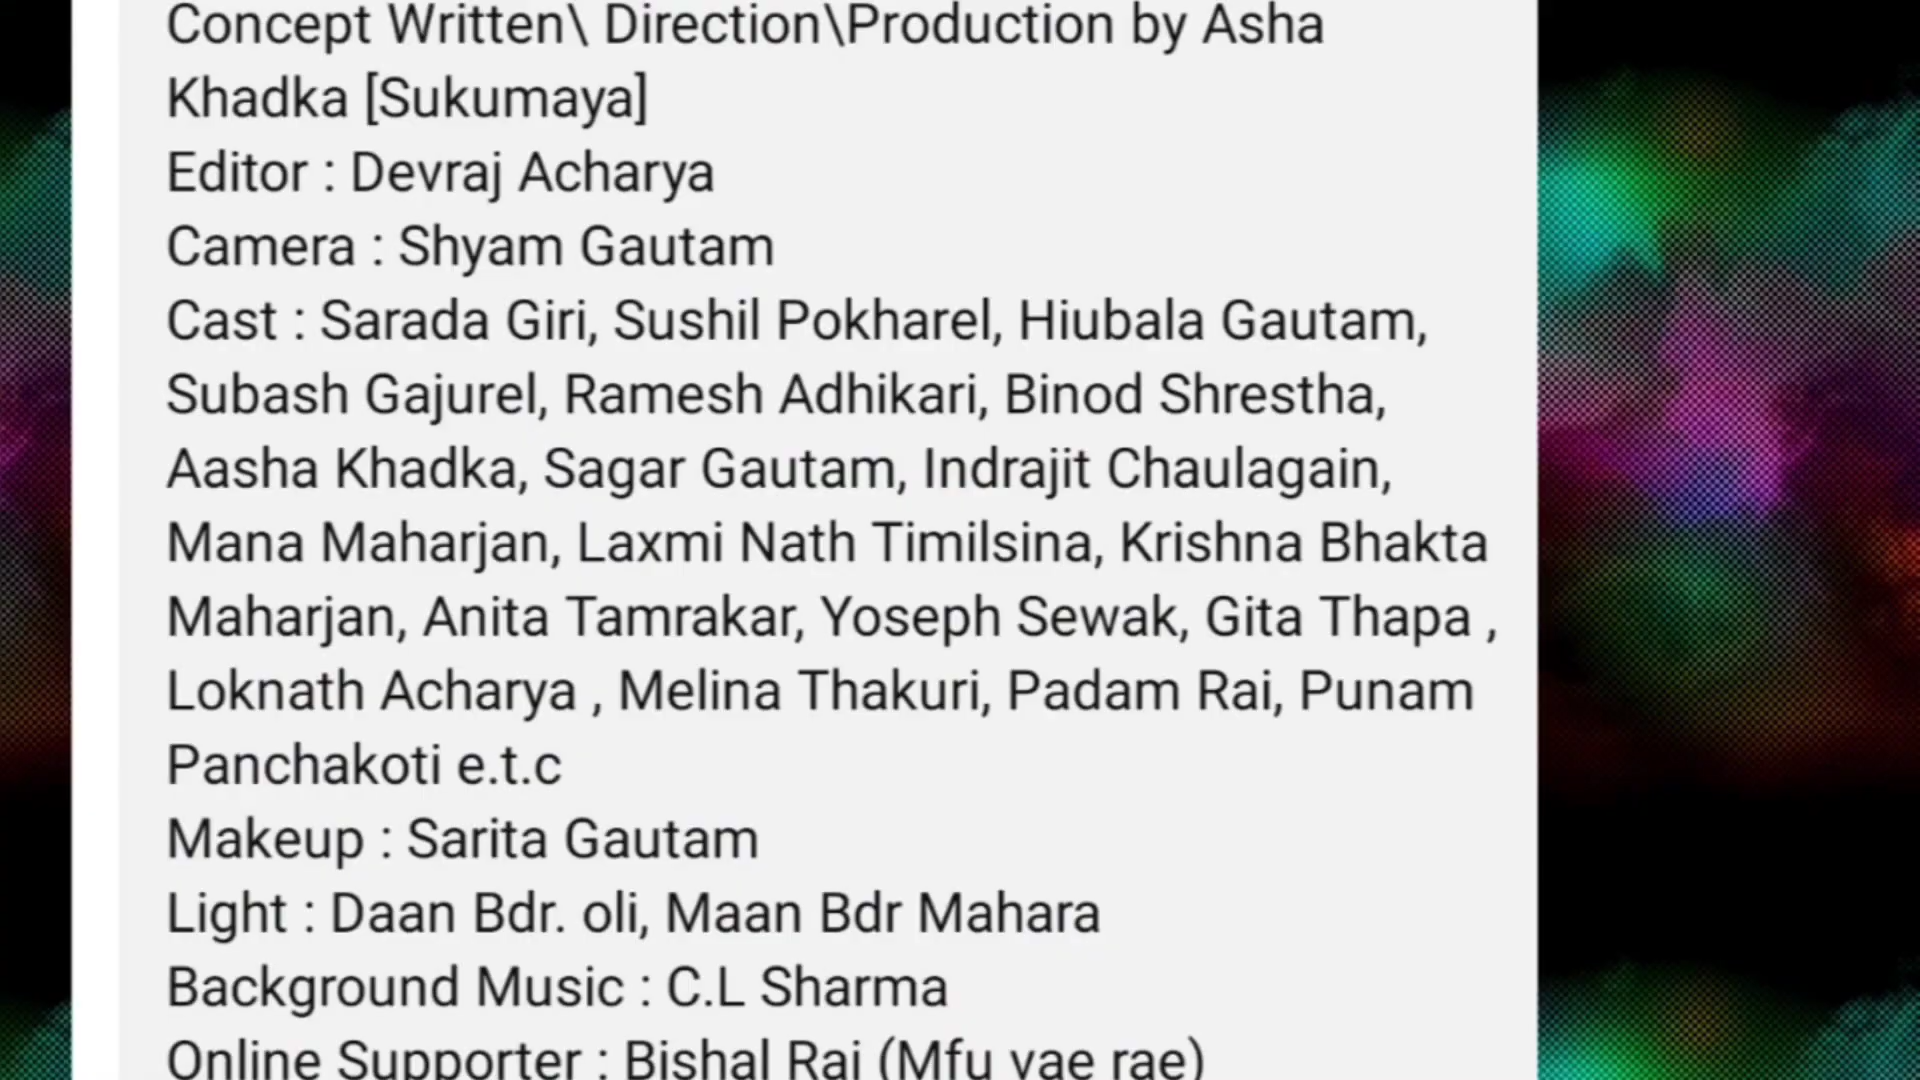 Concept Written\ Direction\Production by Asha
Khadka [Sukumaya]
Editor : Devraj Acharya
Camera : Shyam Gautam
Cast : Sarada Giri, Sushil Pokharel, Hiubala Gautam,
Subash Gajurel, Ramesh Adhikari, Binod Shrestha,
Aasha Khadka, Sagar Gautam, Indrajit Chaulagain,
Mana Maharjan, Laxmi Nath Timilsina, Krishna Bhakta
Maharjan, Anita Tamrakar, Yoseph Sewak, Gita Thapa ,
Loknath Acharya , Melina Thakuri, Padam Rai, Punam
Panchakoti e.t.c
Makeup : Sarita Gautam
Light : Daan Bdr. oli, Maan Bdr Mahara
Background Music : C.L Sharma
Online Supporter : Bishal Rai (Mfu vae rae)